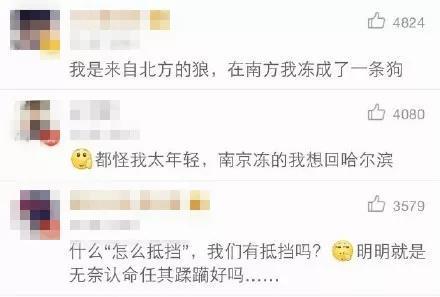 4824
我是来自北方的狼，在南方我冻成了一条狗
4080
都怪我太年轻，南京冻的我想回哈尔滨
3579
什么“怎么抵挡”，我们有抵挡吗？明明就是
无奈认命任其蹂躏好吗……